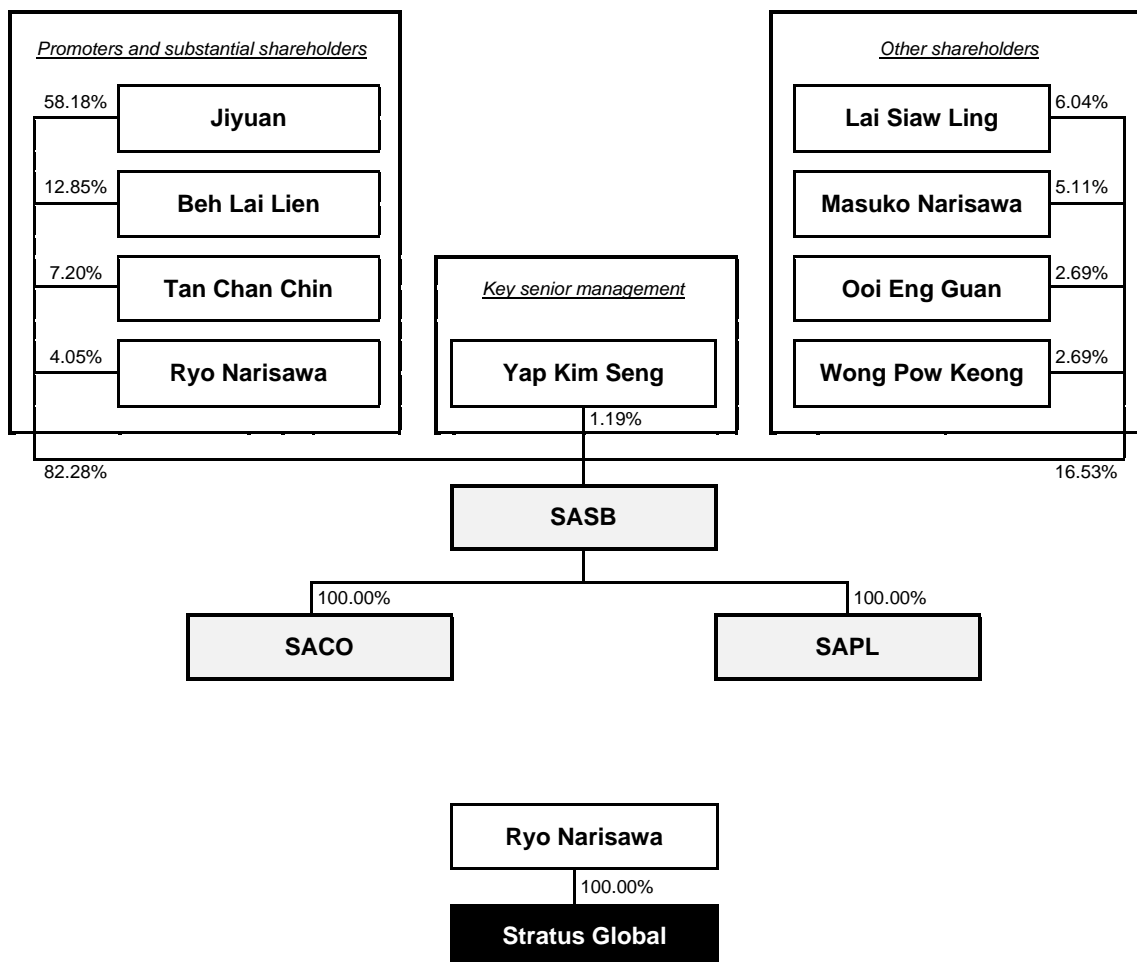 Promoters and substantial shareholders
58.18%
Jiyuan
12.85%
Beh Lai Lien
7.20%
Tan Chan Chin
4.05%
Ryo Narisawa
82.28%
Key senior management
Yap Kim Seng
1.19%
Other shareholders
Lai Siaw Ling
6.04%
Masuko Narisawa
5.11%
Ooi Eng Guan
2.69%
Wong Pow Keong
2.69%
16.53%
SASB
100.00%
SACO
100.00%
SAPL
Ryo Narisawa
100.00%
Stratus Global